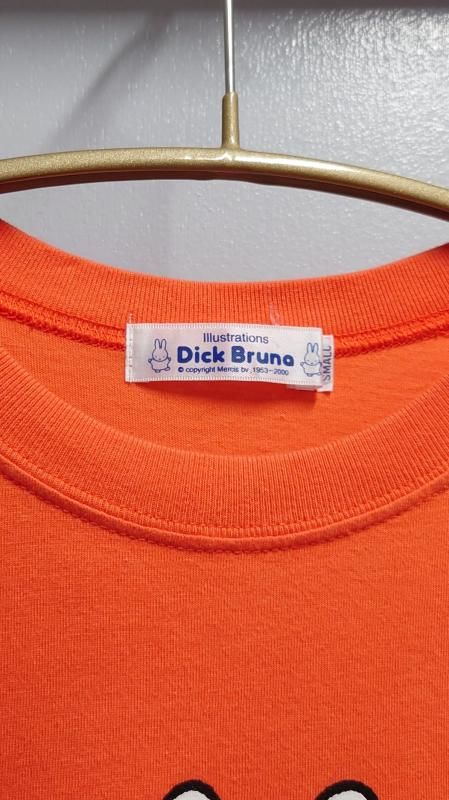 Illustrations
Dick Bruna
© copyright Mercis bv, 1953-2000
SMALL